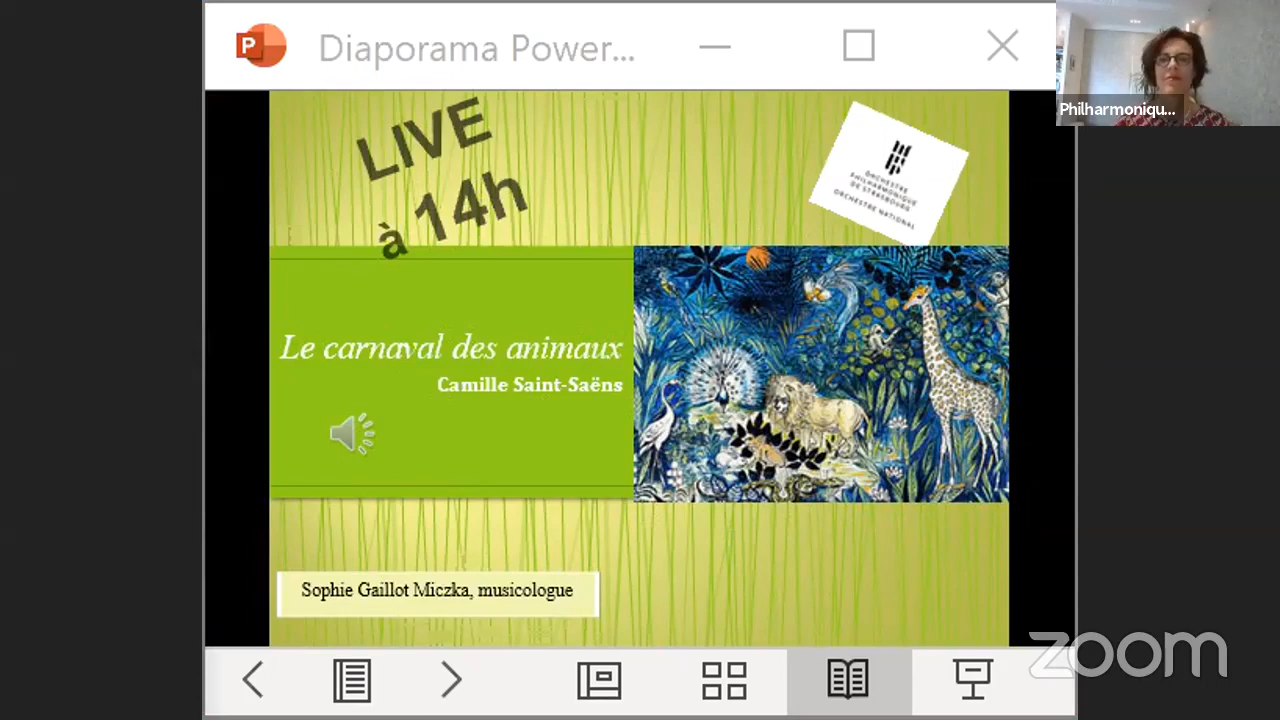 P
Diaporama Power...
Philharmoniqu...
LIVE
à 14h
ORCHESTRE
PHILHARMONIQUE
DE STRASBOURG
ORCHESTRE NATIONAL
Le carnaval des animaux
Camille Saint-Saëns
Sophie Gaillot Miczka, musicologue
zoom